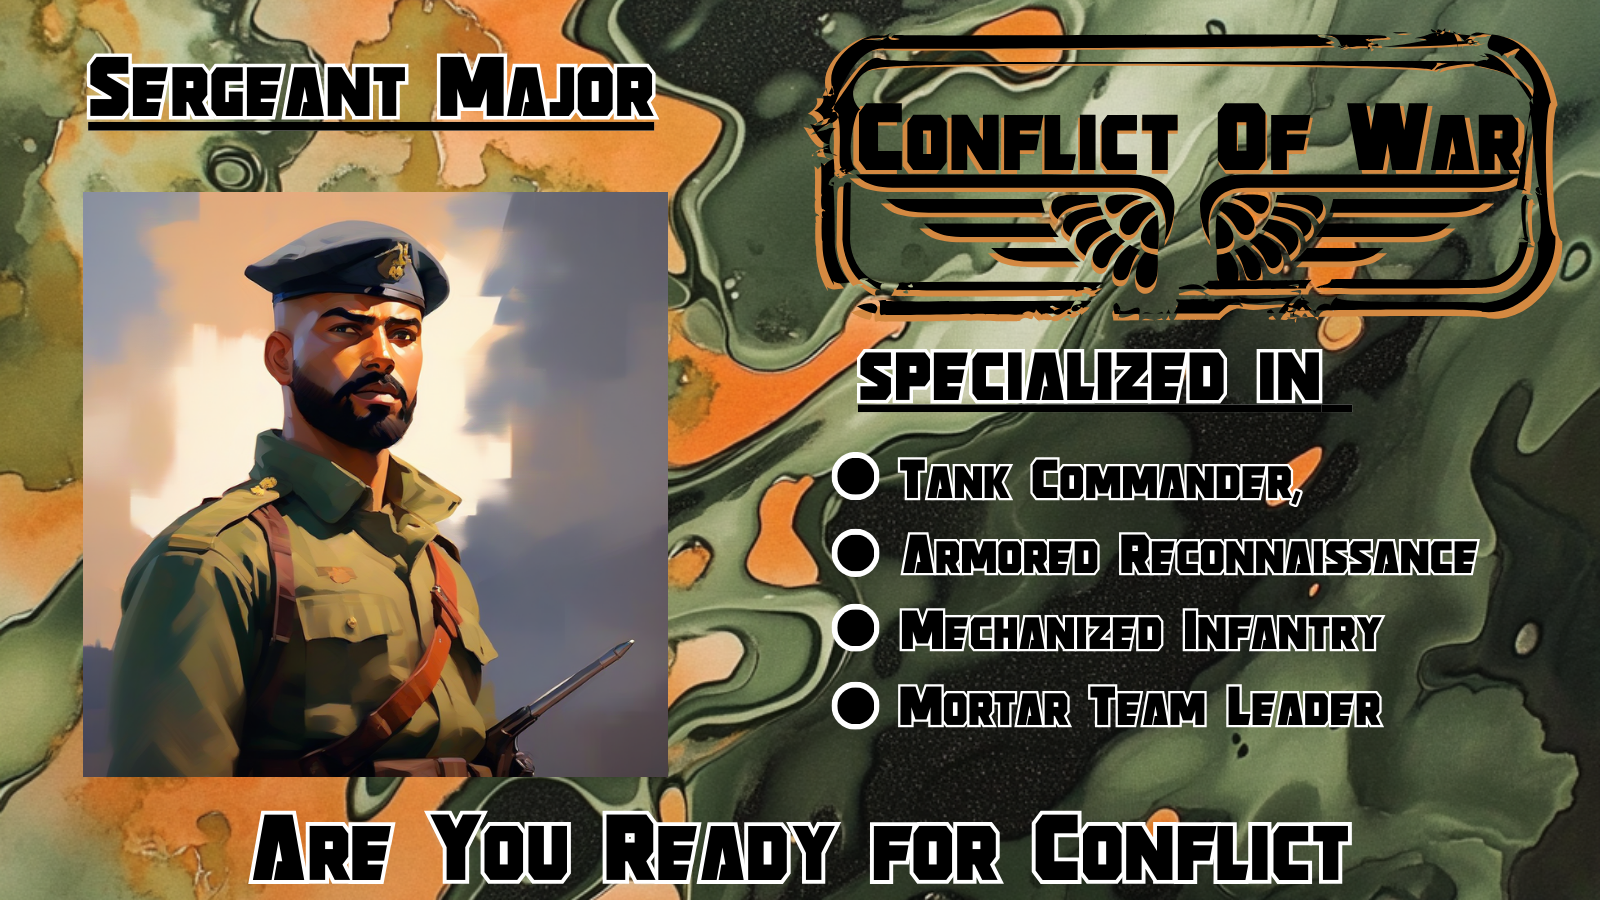 Sergeant Major
Conflict Of War
Specialized in
Tank Commander,
Armored Reconnaissance
Mechanized Infantry
Mortar Team Leader
Are You Ready for Conflict